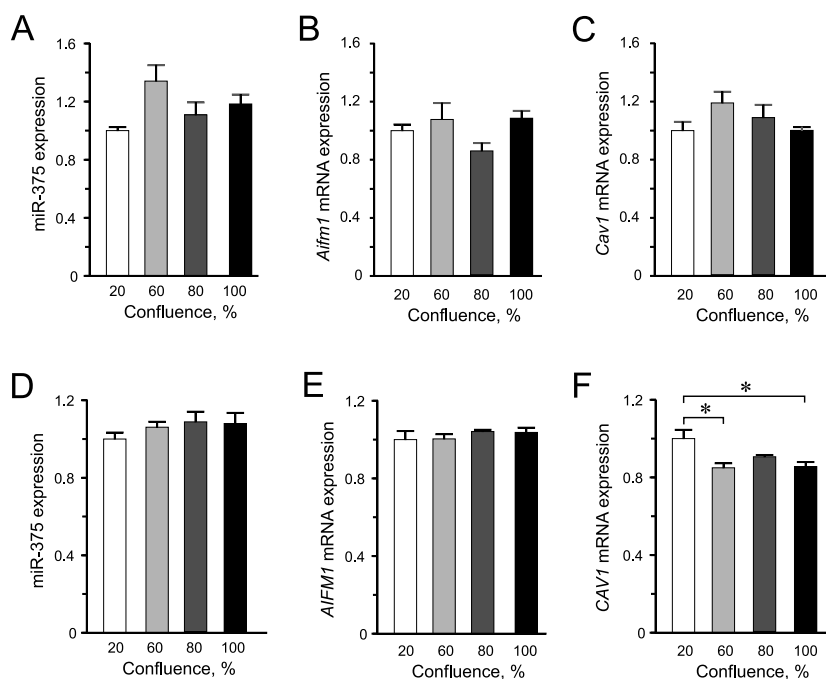 A
miR-375 expression
1.6
1.2
0.8
0.4
0
20 60 80 100
Confluence, %
B
Aifm1 mRNA expression
1.6
1.2
0.8
0.4
0
20 60 80 100
Confluence, %
C
Cav1 mRNA expression
1.6
1.2
0.8
0.4
0
20 60 80 100
Confluence, %
D
miR-375 expression
1.2
0.8
0.4
0
20 60 80 100
Confluence, %
E
AIFM1 mRNA expression
1.2
0.8
0.4
0
20 60 80 100
Confluence, %
F
CAV1 mRNA expression
1.2
0.8
0.4
0
*
*
20 60 80 100
Confluence, %